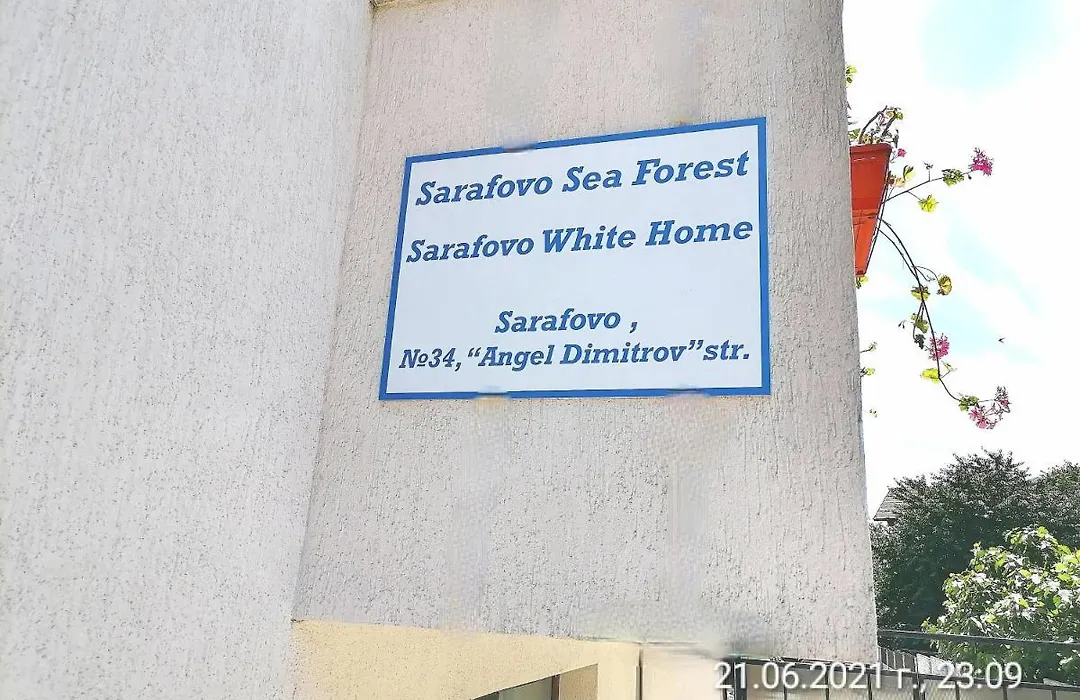 Sarafovo Sea Forest
Sarafovo White Home
Sarafovo ,
№34, “Angel Dimitrov” str.
21.06.2021 г., 23:09